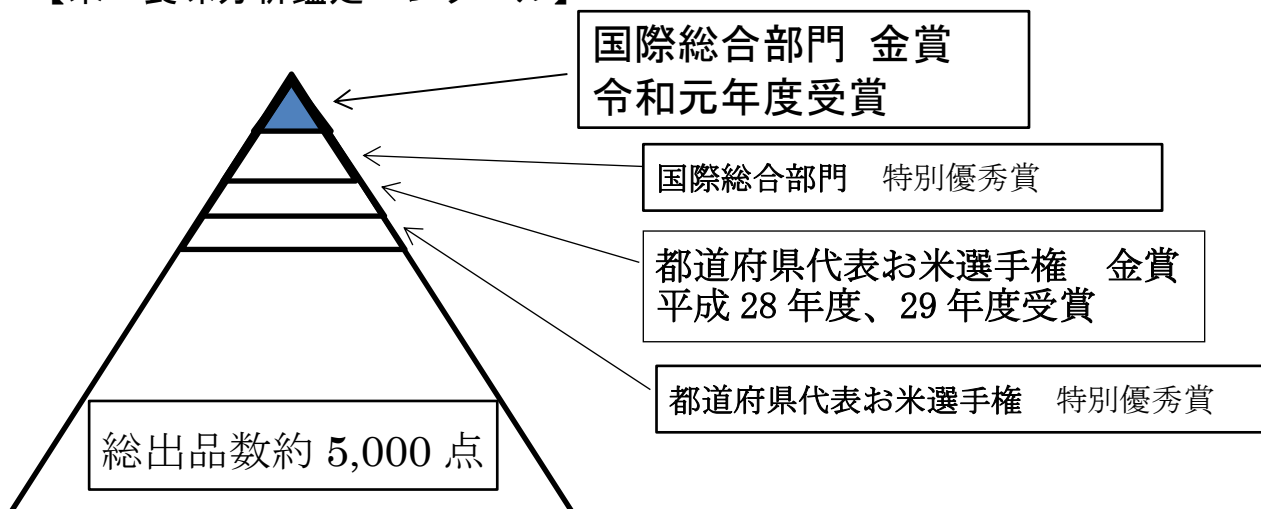 国際総合部門 金賞
令和元年度受賞
国際総合部門 特別優秀賞
都道府県代表お米選手権 金賞
平成 28 年度、29 年度受賞
都道府県代表お米選手権 特別優秀賞
総出品数約 5,000 点